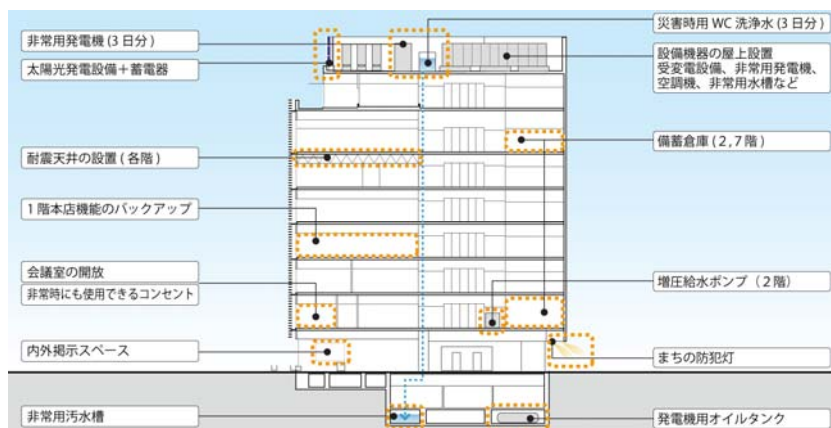 非常用発電機(3日分)
太陽光発電設備+蓄電器
耐震天井の設置(各階)
1階本店機能のバックアップ
会議室の開放
非常時にも使用できるコンセント
内外掲示スペース
非常用汚水槽
災害時用WC洗浄水(3日分)
設備機器の屋上設置
受変電設備、非常用発電機、
空調機、非常用水槽など
備蓄倉庫(2,7階)
増圧給水ポンプ(2階)
まちの防犯灯
発電機用オイルタンク